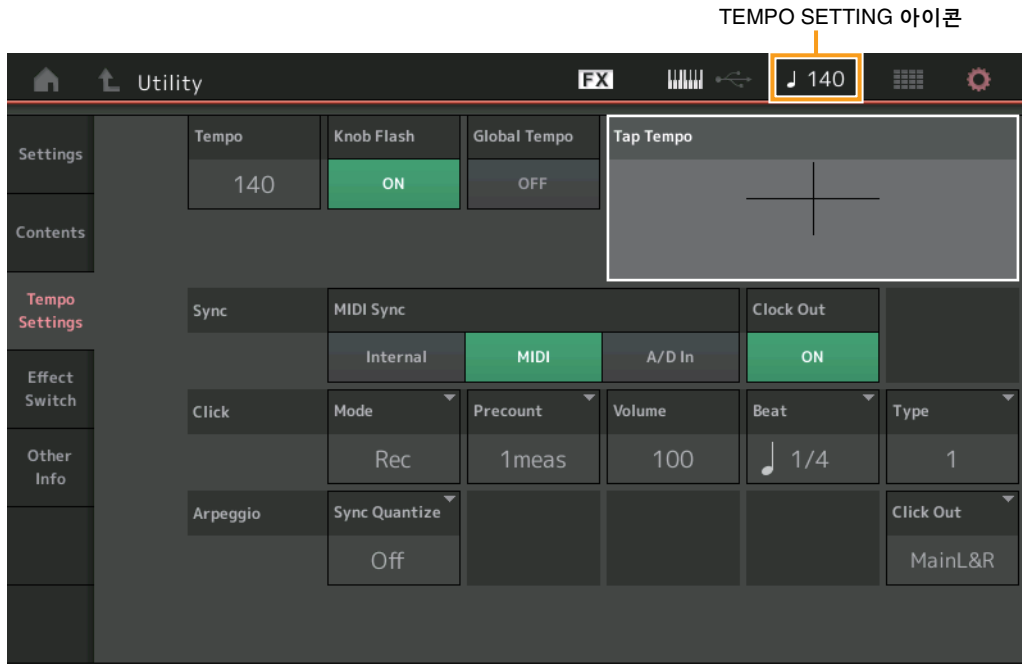 TEMPO SETTING 아이콘
Utility
FX
♩ 140
Settings
Contents
Tempo
Settings
Effect
Switch
Other
Info
Tempo
140
Knob Flash
ON
Global Tempo
OFF
Tap Tempo
Sync
MIDI Sync
Internal
MIDI
A/D In
Clock Out
ON
Click
Mode
Rec
Precount
1meas
Volume
100
Beat
♩ 1/4
Type
1
Arpeggio
Sync Quantize
Off
Click Out
MainL&R